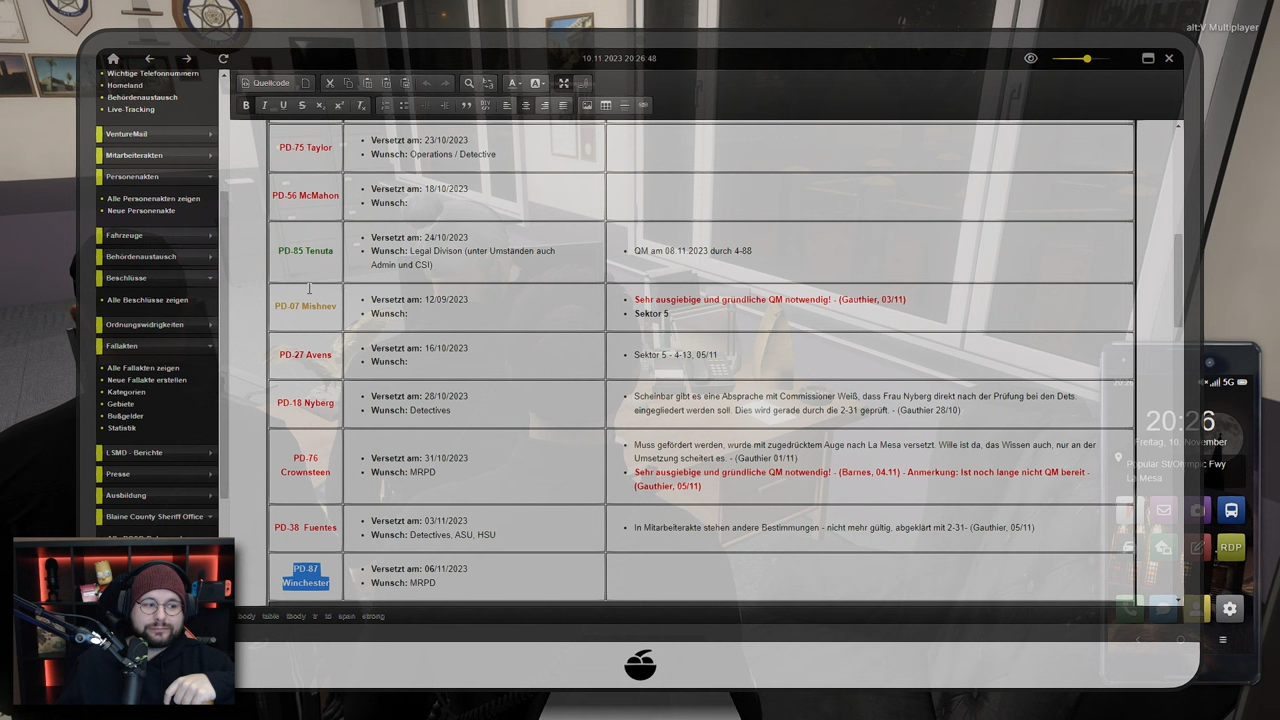 alt:V Multiplayer
10.11.2023 20:26:48
Wichtige Telefonnummern
Homeland
Behördenaustausch
Live-Tracking
VentureMail
Mitarbeiterakten
Personenakten
Alle Personenakten zeigen
Neue Personenakte
Fahrzeuge
Behördenaustausch
Beschlüsse
Alle Beschlüsse zeigen
Ordnungswidrigkeiten
Fallakten
Alle Fallakten zeigen
Neue Fallakte erstellen
Kategorien
Gebiete
Bußgelder
Statistik
LSMD - Berichte
Presse
Ausbildung
Blaine County Sheriff Office
Quellcode
PD-75 Taylor
Versetzt am: 23/10/2023
Wunsch: Operations / Detective
PD-56 McMahon
Versetzt am: 18/10/2023
Wunsch:
PD-85 Tenuta
Versetzt am: 24/10/2023
Wunsch: Legal Divison (unter Umständen auch
Admin und CSI)
QM am 08.11.2023 durch 4-88
PD-07 Mishnev
Versetzt am: 12/09/2023
Wunsch:
Sehr ausgiebige und gründliche QM notwendig! - (Gauthier, 03/11)
Sektor 5
PD-27 Avens
Versetzt am: 16/10/2023
Wunsch:
Sektor 5 - 4-13, 05/11
PD-18 Nyberg
Versetzt am: 28/10/2023
Wunsch: Detectives
Scheinbar gibt es eine Absprache mit Commissioner Weiß, dass Frau Nyberg direkt nach der Prüfung bei den Dets.
eingegliedert werden soll. Dies wird gerade durch die 2-31 geprüft. - (Gauthier 28/10)
PD-76
Crownsteen
Versetzt am: 31/10/2023
Wunsch: MRPD
Muss gefördert werden, wurde mit zugedrücktem Auge nach La Mesa versetzt. Wille ist da, das Wissen auch, nur an der
Umsetzung scheitert es. - (Gauthier 01/11)
Sehr ausgiebige und gründliche QM notwendig! - (Barnes, 04.11) - Anmerkung: Ist noch lange nicht QM bereit -
(Gauthier, 05/11)
PD-38 Fuentes
Versetzt am: 03/11/2023
Wunsch: Detectives, ASU, HSU
In Mitarbeiterakte stehen andere Bestimmungen - nicht mehr gültig, abgeklärt mit 2-31- (Gauthier, 05/11)
PD-87
Winchester
Versetzt am: 06/11/2023
Wunsch: MRPD
body table tbody tr td span strong
20:26
5G
20:26
Freitag, 10. November
Popular St/Olympic Fwy
La Mesa
RDP